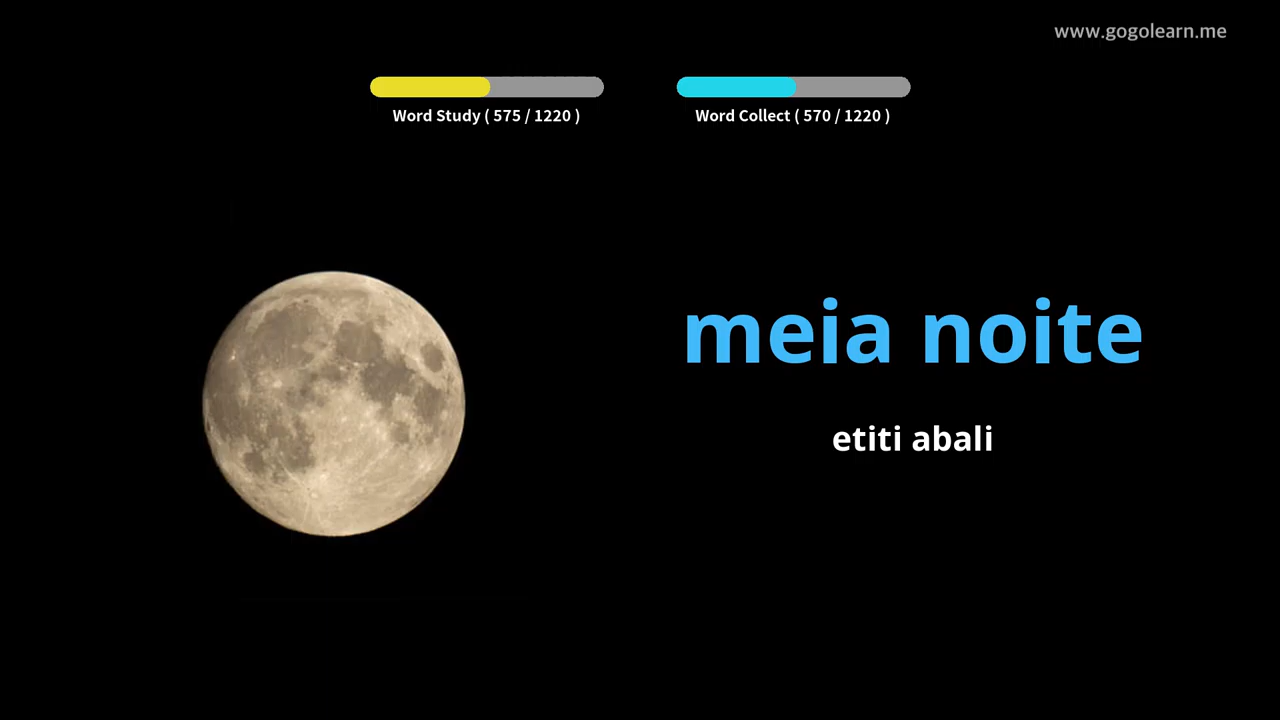 www.gogolearn.me
Word Study ( 575 / 1220 )
Word Collect ( 570 / 1220 )
meia noite
etiti abali